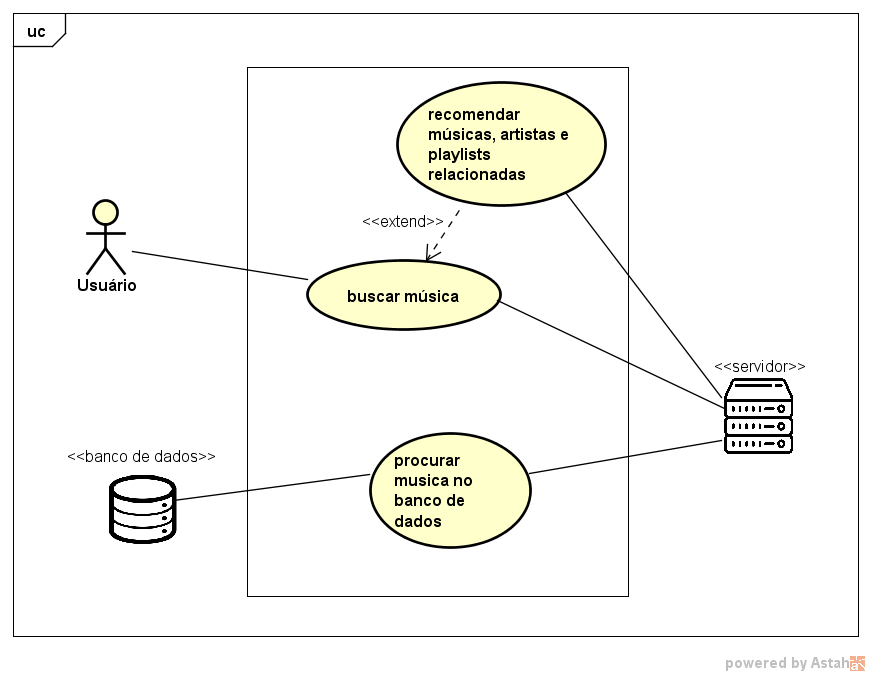 uc
recomendar
músicas, artistas e
playlists
relacionadas
<<extend>>
Usuário
buscar música
<<servidor>>
<<banco de dados>>
procurar
musica no
banco de
dados
powered by Astah